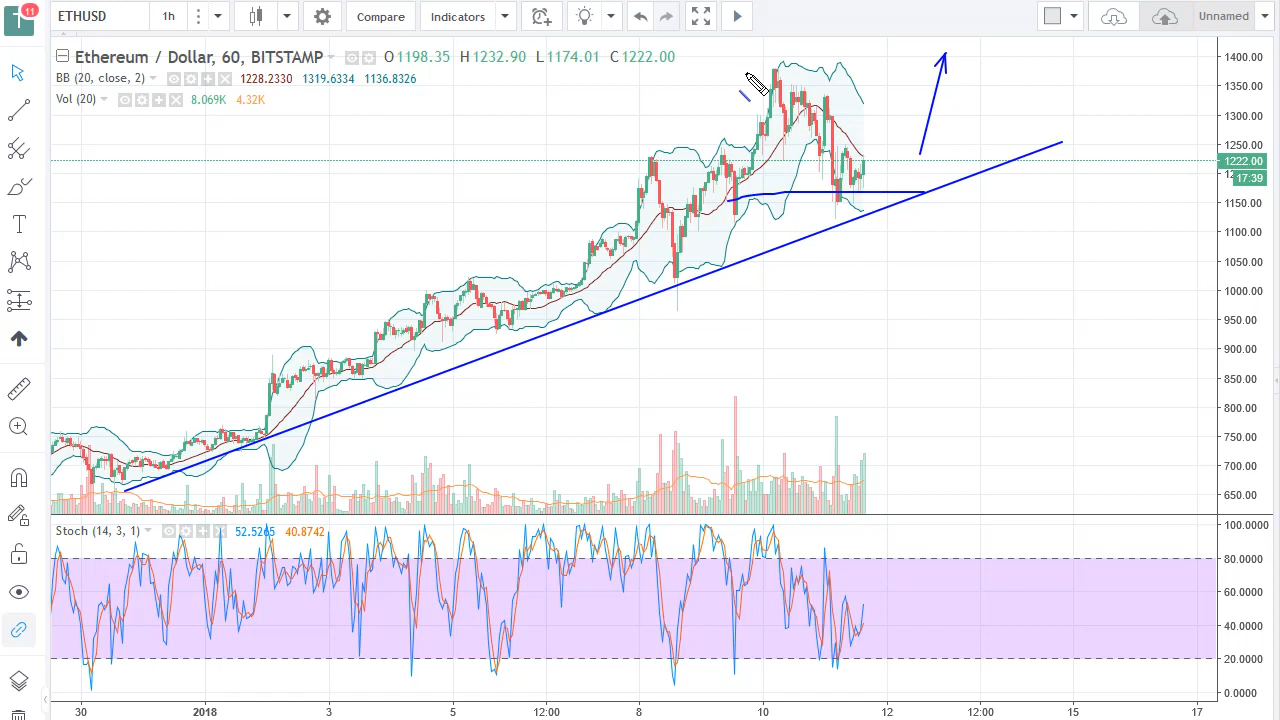 11
ETHUSD
1h
Compare
Indicators
Unnamed
Ethereum / Dollar, 60, BITSTAMP
O1198.35 H1232.90 L1174.01 C1222.00
BB (20, close, 2)
1228.2330 1319.6334 1136.8326
Vol (20)
8.069K 4.32K
1400.00
1350.00
1300.00
1250.00
1222.00
17:39
1150.00
1100.00
1050.00
1000.00
950.00
900.00
850.00
800.00
750.00
700.00
650.00
Stoch (14, 3, 1)
52.5265 40.8742
100.0000
80.0000
60.0000
40.0000
20.0000
0.0000
30 2018 3 5 12:00 8 10 12 12:00 15 17